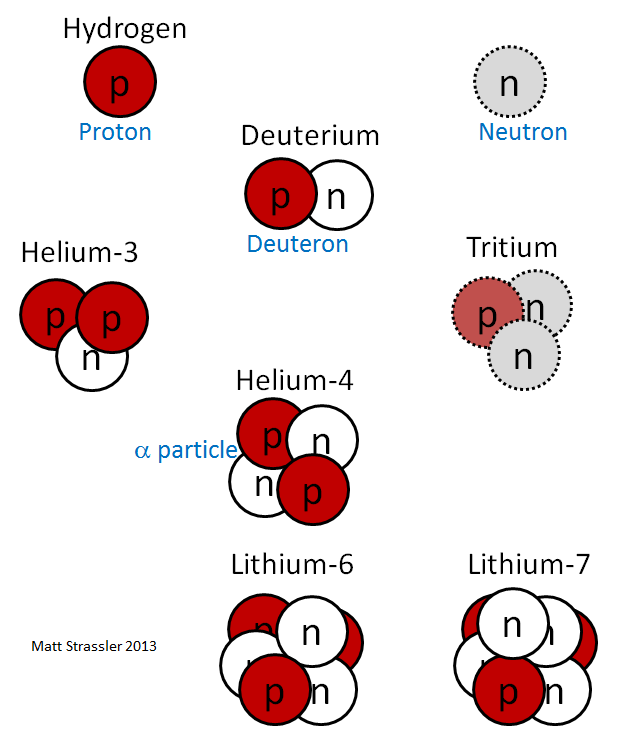 Hydrogen
p
n
Proton
Neutron
Deuterium
p n
Deuteron
Helium-3
Tritium
p p
n
p n
n
Helium-4
p n
α particle
n p
Lithium-6
Lithium-7
n n
n n
Matt Strassler 2013
p n
p n